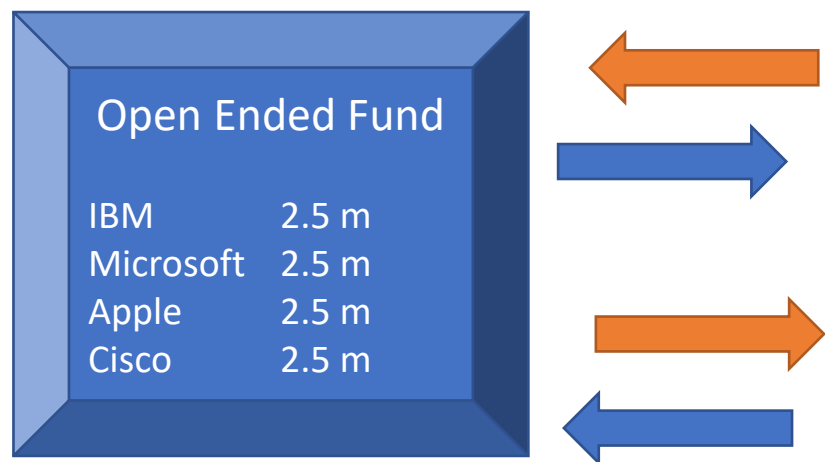 Open Ended Fund
IBM 2.5 m
Microsoft 2.5 m
Apple 2.5 m
Cisco 2.5 m